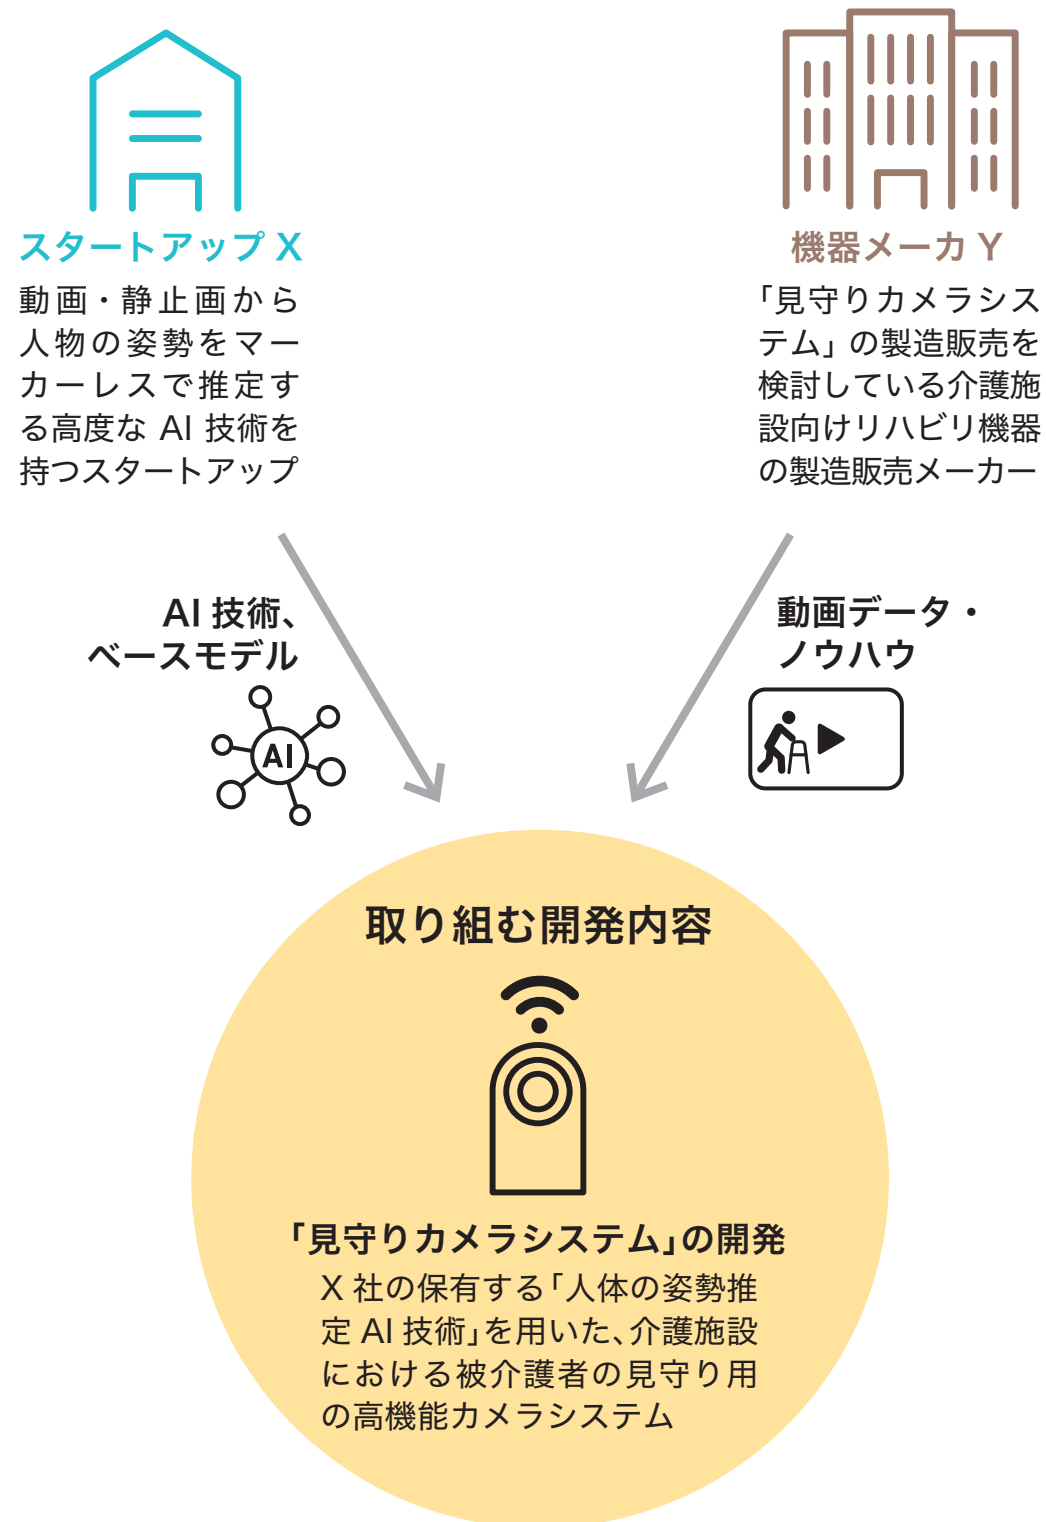 スタートアップ X
動画・静止画から
人物の姿勢をマー
カーレスで推定す
る高度な AI 技術を
持つスタートアップ
機器メーカ Y
「見守りカメラシス
テム」の製造販売を
検討している介護施
設向けリハビリ機器
の製造販売メーカー
AI 技術、
ベースモデル
AI
動画データ・
ノウハウ
取り組む開発内容
「見守りカメラシステム」の開発
X 社の保有する「人体の姿勢推
定 AI 技術」を用いた、介護施設
における被介護者の見守り用
の高機能カメラシステム